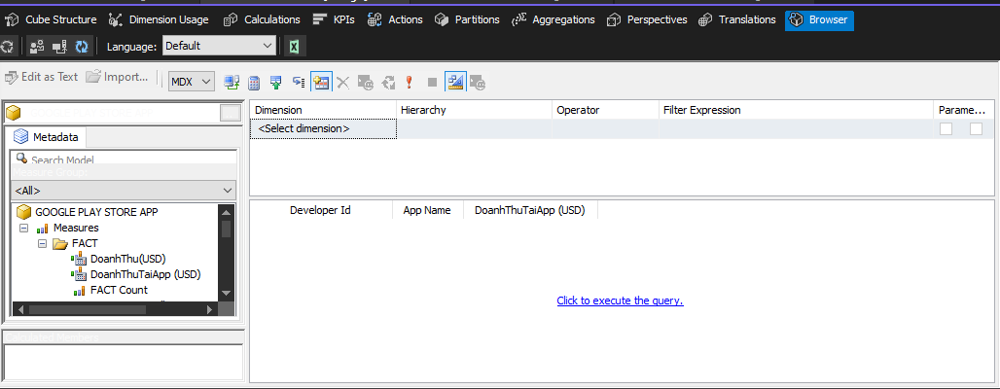 Cube Structure Dimension Usage Calculations KPIs Actions Partitions Aggregations Perspectives Translations Browser
Language: Default
Edit as Text Import... MDX
Metadata
Search Model
Measure Group:
<All>
GOOGLE PLAY STORE APP
Measures
FACT
DoanhThu(USD)
DoanhThuTaiApp (USD)
FACT Count
Calculated Members
Dimension Hierarchy Operator Filter Expression Parame...
<Select dimension>
Developer Id App Name DoanhThuTaiApp (USD)
Click to execute the query.